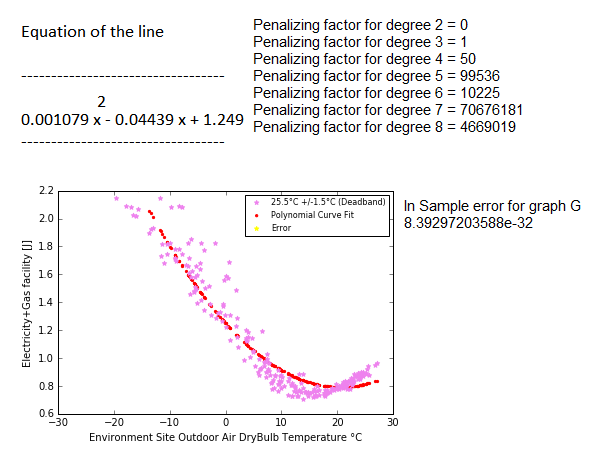 Equation of the line
---------------------------------
2
0.001079 x - 0.04439 x + 1.249
---------------------------------
Penalizing factor for degree 2 = 0
Penalizing factor for degree 3 = 1
Penalizing factor for degree 4 = 50
Penalizing factor for degree 5 = 99536
Penalizing factor for degree 6 = 10225
Penalizing factor for degree 7 = 70676181
Penalizing factor for degree 8 = 4669019
2.2
2.0
1.8
1.6
1.4
1.2
1.0
0.8
0.6
Electricity+Gas facility [J]
25.5°C +/-1.5°C (Deadband)
Polynomial Curve Fit
Error
−30 −20 −10 0 10 20 30
Environment Site Outdoor Air DryBulb Temperature °C
In Sample error for graph G
8.39297203588e-32